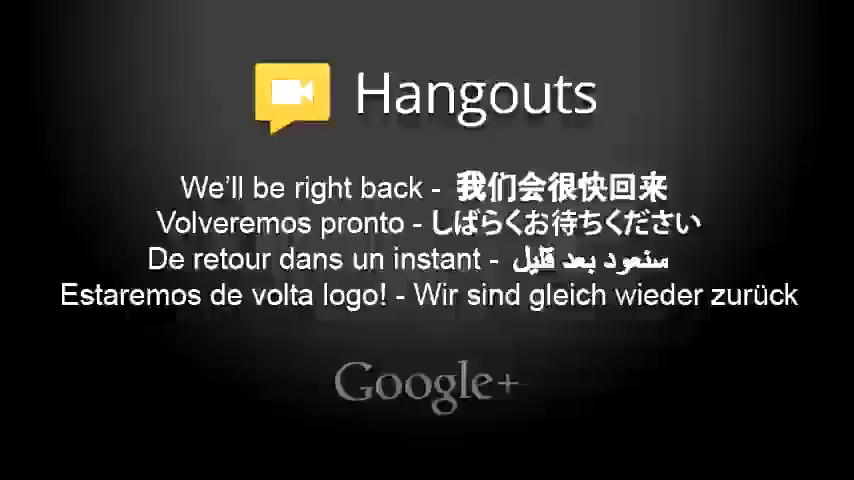 Hangouts
We'll be right back - 我们会很快回来
Volveremos pronto - しばらくお待ちください
De retour dans un instant - سنعود بعد قليل
Estaremos de volta logo! - Wir sind gleich wieder zurück
Google+